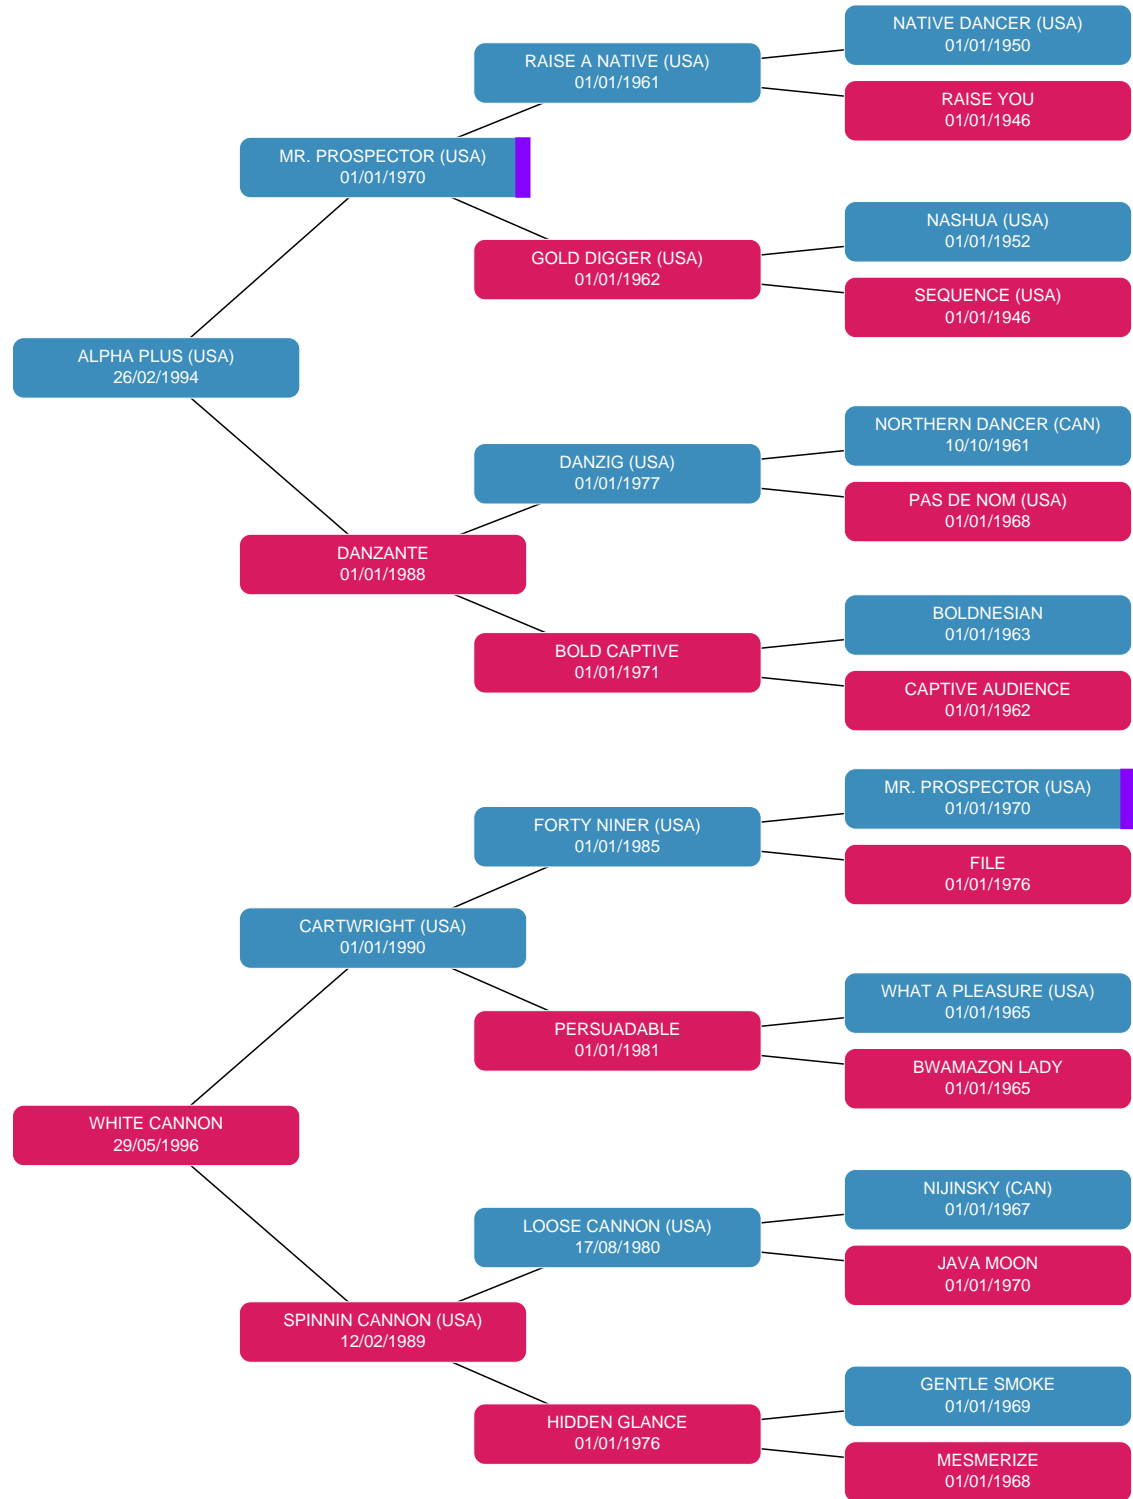 NATIVE DANCER (USA)
01/01/1950
RAISE A NATIVE (USA)
01/01/1961
RAISE YOU
01/01/1946
MR. PROSPECTOR (USA)
01/01/1970
NASHUA (USA)
01/01/1952
GOLD DIGGER (USA)
01/01/1962
SEQUENCE (USA)
01/01/1946
ALPHA PLUS (USA)
26/02/1994
NORTHERN DANCER (CAN)
10/10/1961
DANZIG (USA)
01/01/1977
PAS DE NOM (USA)
01/01/1968
DANZANTE
01/01/1988
BOLDNESIAN
01/01/1963
BOLD CAPTIVE
01/01/1971
CAPTIVE AUDIENCE
01/01/1962
MR. PROSPECTOR (USA)
01/01/1970
FORTY NINER (USA)
01/01/1985
FILE
01/01/1976
CARTWRIGHT (USA)
01/01/1990
WHAT A PLEASURE (USA)
01/01/1965
PERSUADABLE
01/01/1981
BWAMAZON LADY
01/01/1965
WHITE CANNON
29/05/1996
NIJINSKY (CAN)
01/01/1967
LOOSE CANNON (USA)
17/08/1980
JAVA MOON
01/01/1970
SPINNIN CANNON (USA)
12/02/1989
GENTLE SMOKE
01/01/1969
HIDDEN GLANCE
01/01/1976
MESMERIZE
01/01/1968